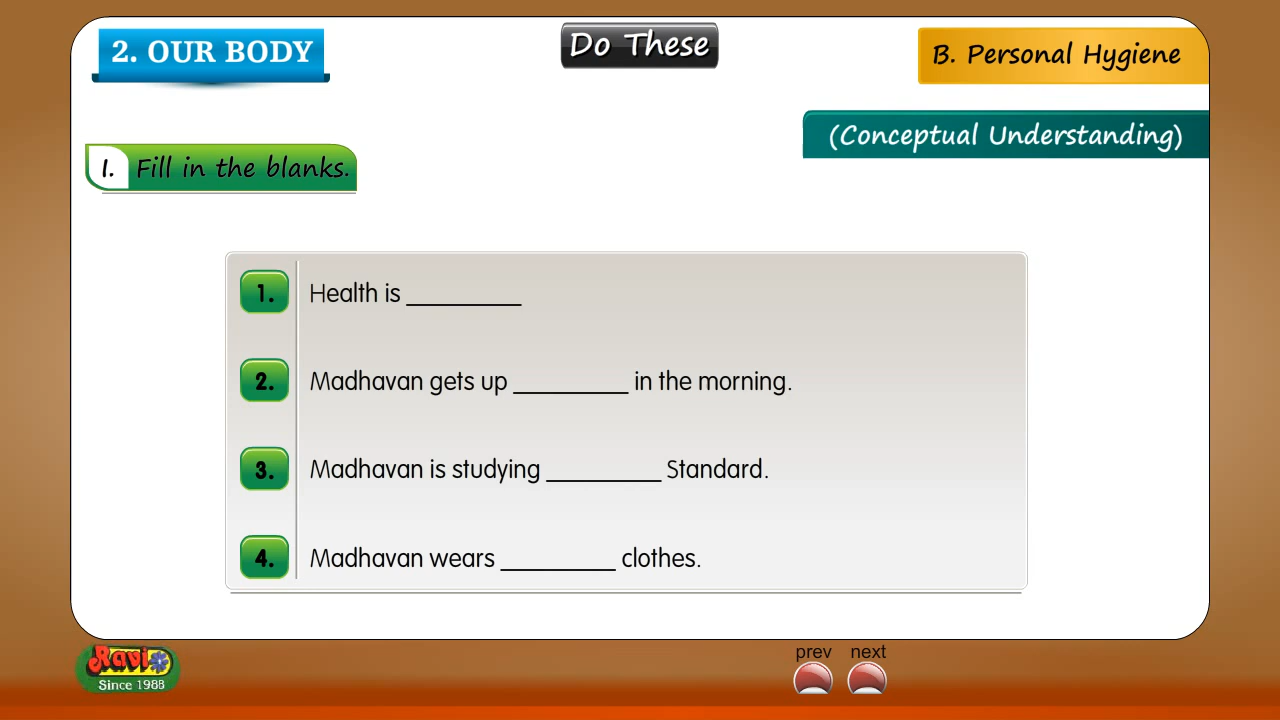 2. OUR BODY
Do These
B. Personal Hygiene
(Conceptual Understanding)
I. Fill in the blanks.
1. Health is _________
2. Madhavan gets up _________ in the morning.
3. Madhavan is studying _________ Standard.
4. Madhavan wears _________ clothes.
Ravi
Since 1988
prev next